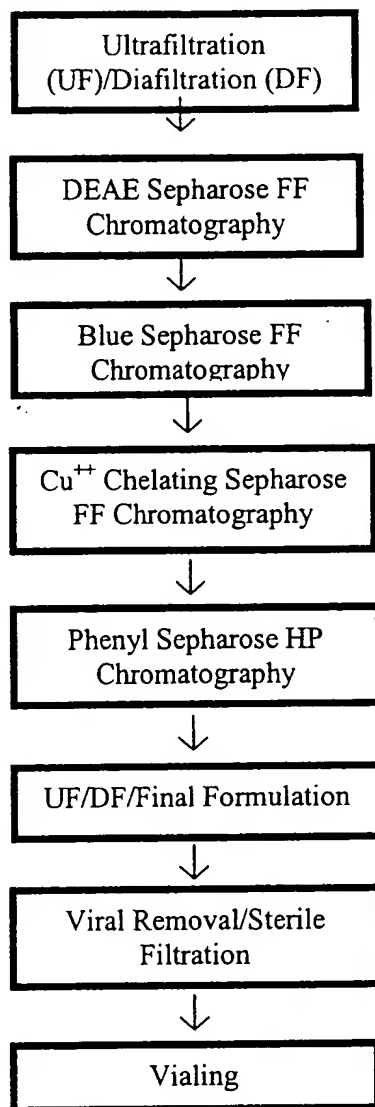 Ultrafiltration
(UF)/Diafiltration (DF)
DEAE Sepharose FF
Chromatography
Blue Sepharose FF
Chromatography
Cu⁺⁺ Chelating Sepharose
FF Chromatography
Phenyl Sepharose HP
Chromatography
UF/DF/Final Formulation
Viral Removal/Sterile
Filtration
Vialing